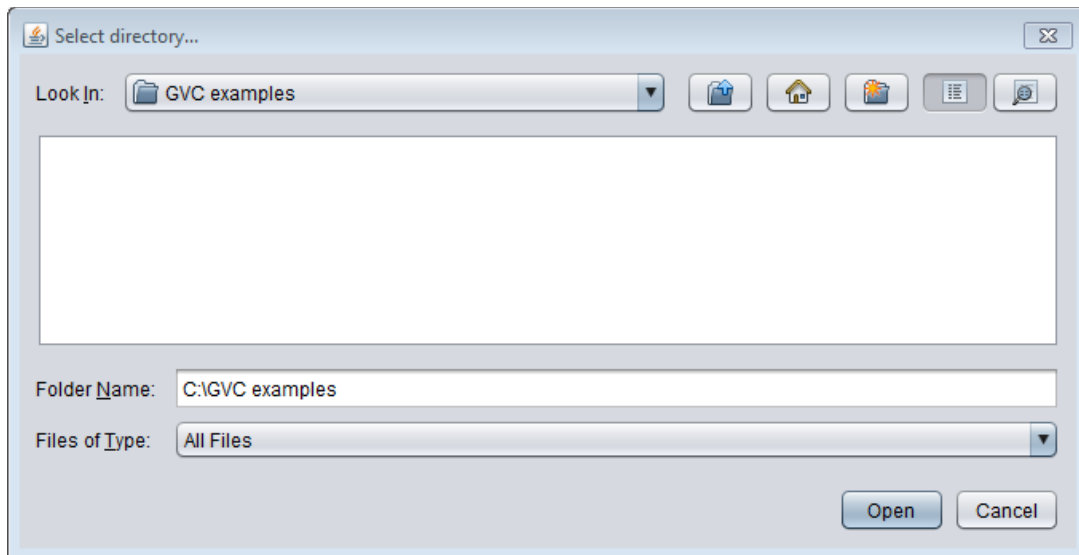 Select directory...
Look In: GVC examples
Folder Name: C:\GVC examples
Files of Type: All Files
Open Cancel